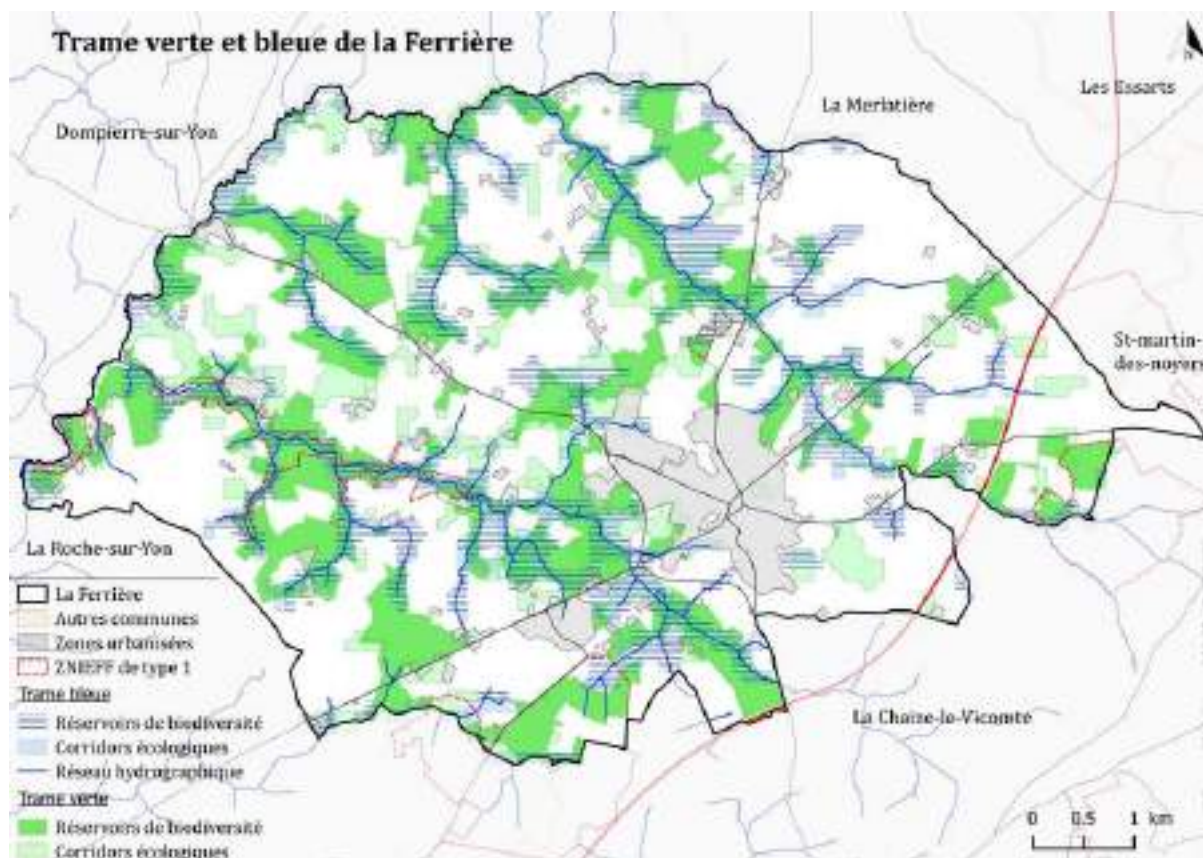 Trame verte et bleue de la Ferrière
N
Les Essarts
La Merlatière
Dompierre-sur-Yon
St-martin-
des-noyers
La Roche-sur-Yon
La Chaize-le-Vicomte
La Ferrière
Autres communes
Zones urbanisées
ZNIEFF de type 1
Trame bleue
Réservoirs de biodiversité
Corridors écologiques
Réseau hydrographique
Trame verte
Réservoirs de biodiversité
Corridors écologiques
0 0.5 1 km